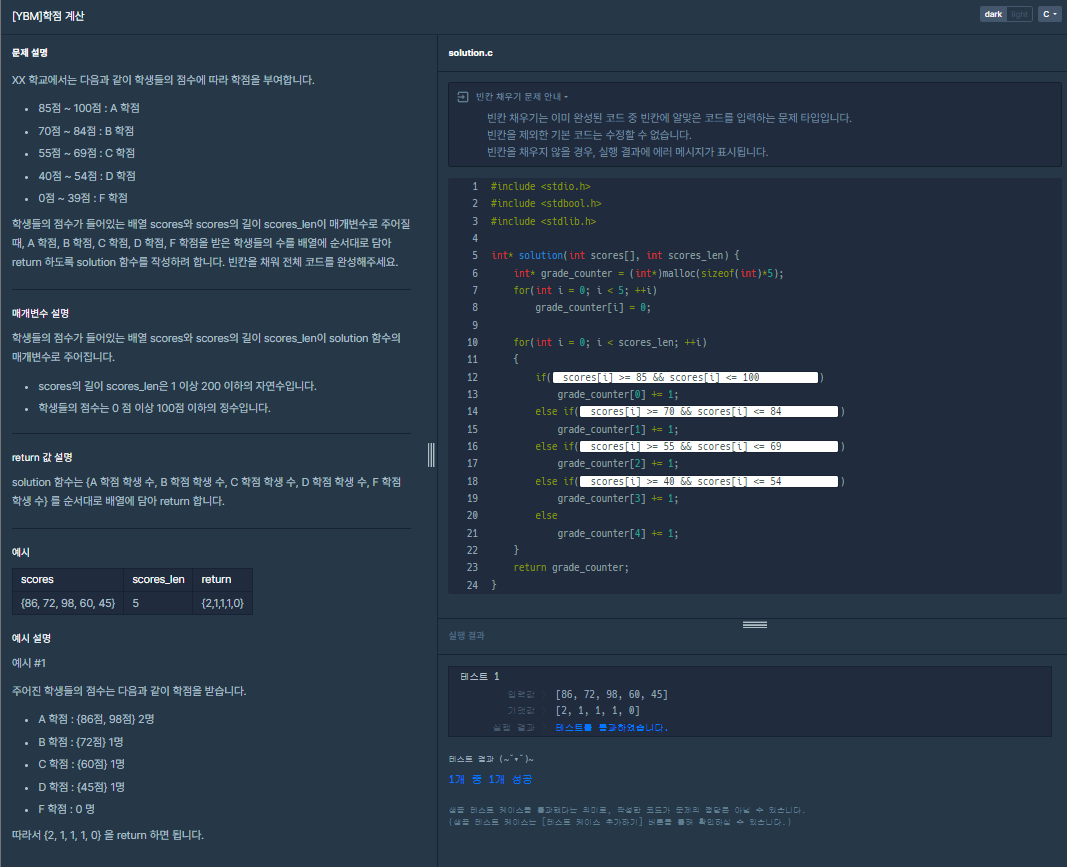 [YBM]학점 계산
dark light C
문제 설명
XX 학교에서는 다음과 같이 학생들의 점수에 따라 학점을 부여합니다.
85점 ~ 100점 : A 학점
70점 ~ 84점 : B 학점
55점 ~ 69점 : C 학점
40점 ~ 54점 : D 학점
0점 ~ 39점 : F 학점
학생들의 점수가 들어있는 배열 scores와 scores의 길이 scores_len이 매개변수로 주어질
때, A 학점, B 학점, C 학점, D 학점, F 학점을 받은 학생들의 수를 배열에 순서대로 담아
return 하도록 solution 함수를 작성하려 합니다. 빈칸을 채워 전체 코드를 완성해주세요.
매개변수 설명
학생들의 점수가 들어있는 배열 scores와 scores의 길이 scores_len이 solution 함수의
매개변수로 주어집니다.
scores의 길이 scores_len은 1 이상 200 이하의 자연수입니다.
학생들의 점수는 0 점 이상 100점 이하의 정수입니다.
return 값 설명
solution 함수는 {A 학점 학생 수, B 학점 학생 수, C 학점 학생 수, D 학점 학생 수, F 학점
학생 수} 를 순서대로 배열에 담아 return 합니다.
예시
scores scores_len return
{86, 72, 98, 60, 45} 5 {2,1,1,1,0}
예시 설명
예시 #1
주어진 학생들의 점수는 다음과 같이 학점을 받습니다.
A 학점 : {86점, 98점} 2명
B 학점 : {72점} 1명
C 학점 : {60점} 1명
D 학점 : {45점} 1명
F 학점 : 0 명
따라서 {2, 1, 1, 1, 0} 을 return 하면 됩니다.
solution.c
빈칸 채우기 문제 안내
빈칸 채우기는 이미 완성된 코드 중 빈칸에 알맞은 코드를 입력하는 문제 타입입니다.
빈칸을 제외한 기본 코드는 수정할 수 없습니다.
빈칸을 채우지 않을 경우, 실행 결과에 에러 메시지가 표시됩니다.
1 #include <stdio.h>
2 #include <stdbool.h>
3 #include <stdlib.h>
4
5 int* solution(int scores[], int scores_len) {
6 int* grade_counter = (int*)malloc(sizeof(int)*5);
7 for(int i = 0; i < 5; ++i)
8 grade_counter[i] = 0;
9
10 for(int i = 0; i < scores_len; ++i)
11 {
12 if( scores[i] >= 85 && scores[i] <= 100 )
13 grade_counter[0] += 1;
14 else if( scores[i] >= 70 && scores[i] <= 84 )
15 grade_counter[1] += 1;
16 else if( scores[i] >= 55 && scores[i] <= 69 )
17 grade_counter[2] += 1;
18 else if( scores[i] >= 40 && scores[i] <= 54 )
19 grade_counter[3] += 1;
20 else
21 grade_counter[4] += 1;
22 }
23 return grade_counter;
24 }
실행 결과
테스트 1
입력값 : [86, 72, 98, 60, 45]
기댓값 : [2, 1, 1, 1, 0]
실행 결과 : 테스트를 통과하였습니다.
테스트 결과 (~˘▾˘)~
1개 중 1개 성공
샘플 테스트 케이스를 통과했다는 의미로, 작성한 코드가 문제의 정답은 아닐 수 있습니다.
(샘플 테스트 케이스는 [테스트 케이스 추가하기] 버튼을 통해 확인하실 수 있습니다.)